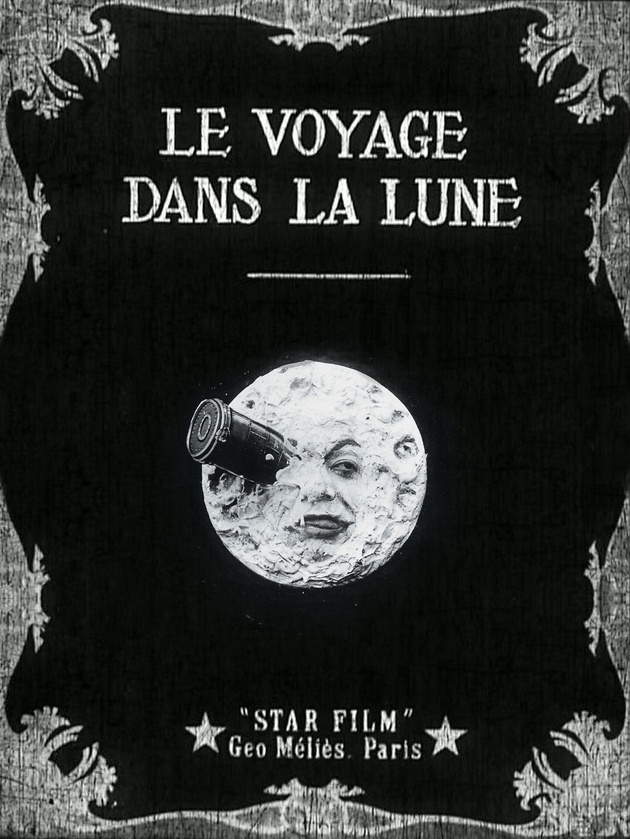 LE VOYAGE
DANS LA LUNE
"STAR FILM"
Geo Méliès. Paris